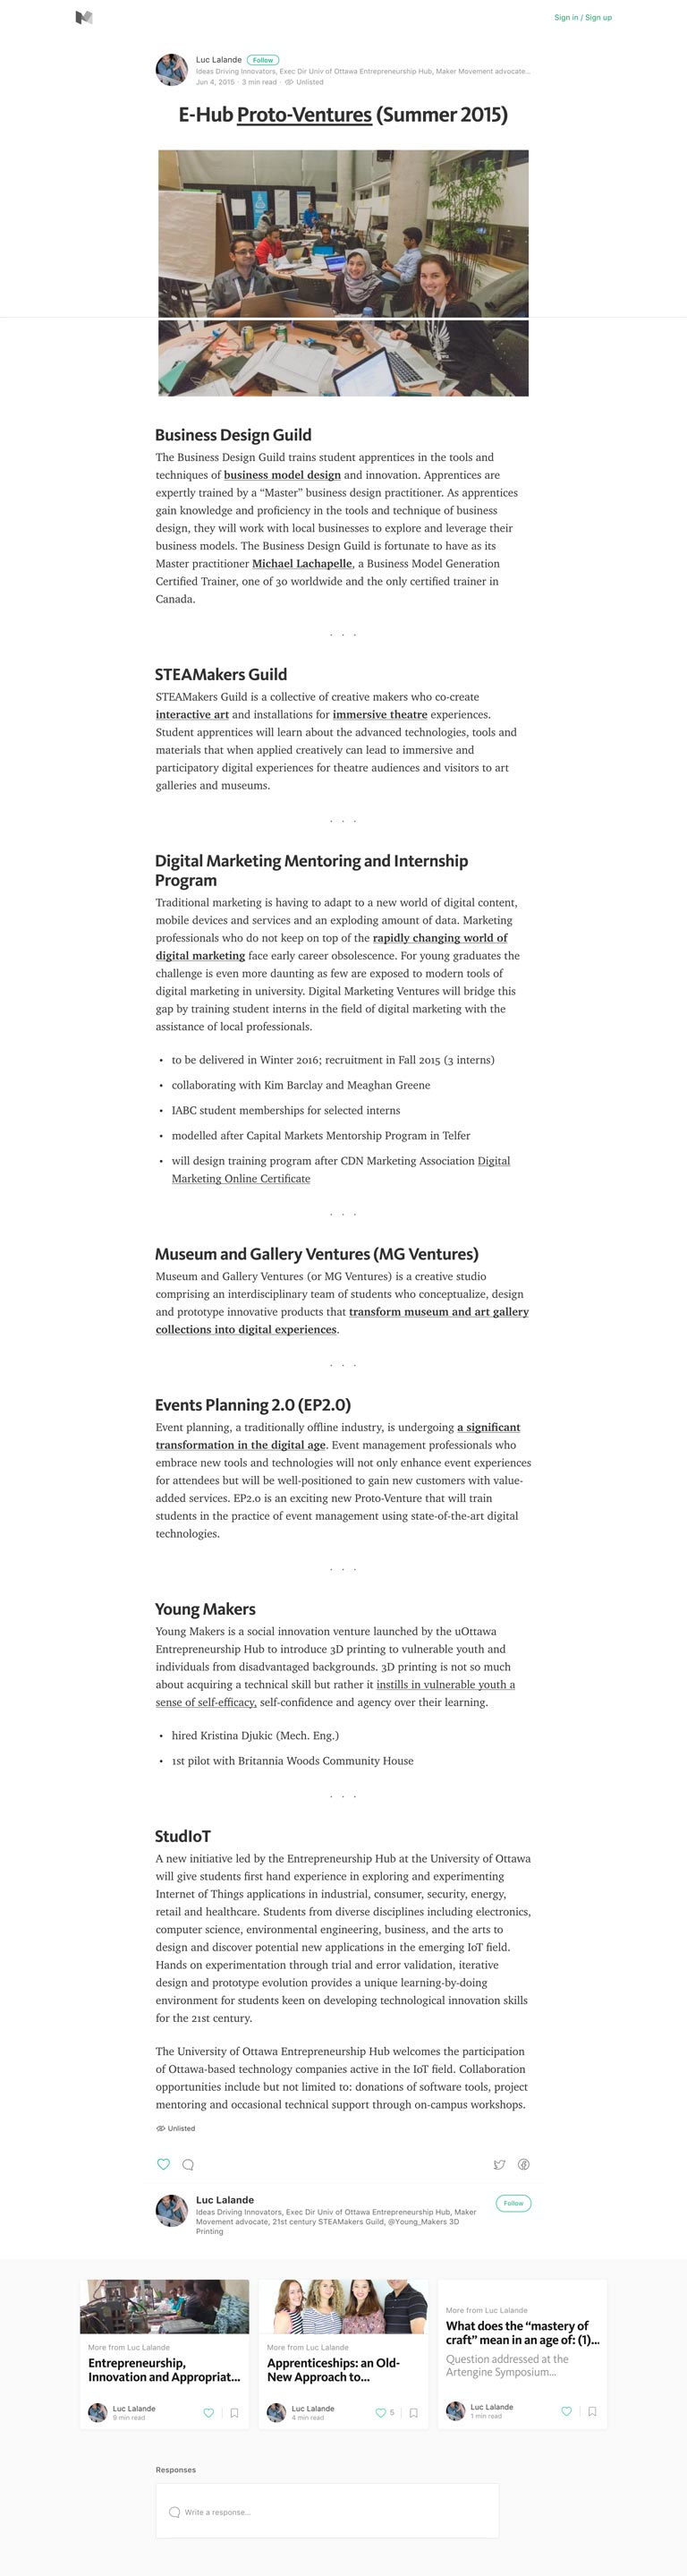 Sign in / Sign up
Luc Lalande Follow
Ideas Driving Innovators, Exec Dir Univ of Ottawa Entrepreneurship Hub, Maker Movement advocate…
Jun 4, 2015 · 3 min read · Unlisted
E-Hub Proto-Ventures (Summer 2015)
Business Design Guild
The Business Design Guild trains student apprentices in the tools and
techniques of business model design and innovation. Apprentices are
expertly trained by a “Master” business design practitioner. As apprentices
gain knowledge and proficiency in the tools and technique of business
design, they will work with local businesses to explore and leverage their
business models. The Business Design Guild is fortunate to have as its
Master practitioner Michael Lachapelle, a Business Model Generation
Certified Trainer, one of 30 worldwide and the only certified trainer in
Canada.
. . .
STEAMakers Guild
STEAMakers Guild is a collective of creative makers who co-create
interactive art and installations for immersive theatre experiences.
Student apprentices will learn about the advanced technologies, tools and
materials that when applied creatively can lead to immersive and
participatory digital experiences for theatre audiences and visitors to art
galleries and museums.
. . .
Digital Marketing Mentoring and Internship
Program
Traditional marketing is having to adapt to a new world of digital content,
mobile devices and services and an exploding amount of data. Marketing
professionals who do not keep on top of the rapidly changing world of
digital marketing face early career obsolescence. For young graduates the
challenge is even more daunting as few are exposed to modern tools of
digital marketing in university. Digital Marketing Ventures will bridge this
gap by training student interns in the field of digital marketing with the
assistance of local professionals.
• to be delivered in Winter 2016; recruitment in Fall 2015 (3 interns)
• collaborating with Kim Barclay and Meaghan Greene
• IABC student memberships for selected interns
• modelled after Capital Markets Mentorship Program in Telfer
• will design training program after CDN Marketing Association Digital
Marketing Online Certificate
. . .
Museum and Gallery Ventures (MG Ventures)
Museum and Gallery Ventures (or MG Ventures) is a creative studio
comprising an interdisciplinary team of students who conceptualize, design
and prototype innovative products that transform museum and art gallery
collections into digital experiences.
. . .
Events Planning 2.0 (EP2.0)
Event planning, a traditionally offline industry, is undergoing a significant
transformation in the digital age. Event management professionals who
embrace new tools and technologies will not only enhance event experiences
for attendees but will be well-positioned to gain new customers with value-
added services. EP2.0 is an exciting new Proto-Venture that will train
students in the practice of event management using state-of-the-art digital
technologies.
. . .
Young Makers
Young Makers is a social innovation venture launched by the uOttawa
Entrepreneurship Hub to introduce 3D printing to vulnerable youth and
individuals from disadvantaged backgrounds. 3D printing is not so much
about acquiring a technical skill but rather it instills in vulnerable youth a
sense of self-efficacy, self-confidence and agency over their learning.
• hired Kristina Djukic (Mech. Eng.)
• 1st pilot with Britannia Woods Community House
. . .
StudIoT
A new initiative led by the Entrepreneurship Hub at the University of Ottawa
will give students first hand experience in exploring and experimenting
Internet of Things applications in industrial, consumer, security, energy,
retail and healthcare. Students from diverse disciplines including electronics,
computer science, environmental engineering, business, and the arts to
design and discover potential new applications in the emerging IoT field.
Hands on experimentation through trial and error validation, iterative
design and prototype evolution provides a unique learning-by-doing
environment for students keen on developing technological innovation skills
for the 21st century.
The University of Ottawa Entrepreneurship Hub welcomes the participation
of Ottawa-based technology companies active in the IoT field. Collaboration
opportunities include but not limited to: donations of software tools, project
mentoring and occasional technical support through on-campus workshops.
Unlisted
Luc Lalande
Follow
Ideas Driving Innovators, Exec Dir Univ of Ottawa Entrepreneurship Hub, Maker
Movement advocate, 21st century STEAMakers Guild, @Young_Makers 3D
Printing
More from Luc Lalande
Entrepreneurship,
Innovation and Appropriat…
Luc Lalande
9 min read
More from Luc Lalande
Apprenticeships: an Old-
New Approach to…
Luc Lalande
4 min read
5
More from Luc Lalande
What does the “mastery of
craft” mean in an age of: (1)…
Question addressed at the
Artengine Symposium…
Luc Lalande
1 min read
Responses
Write a response…